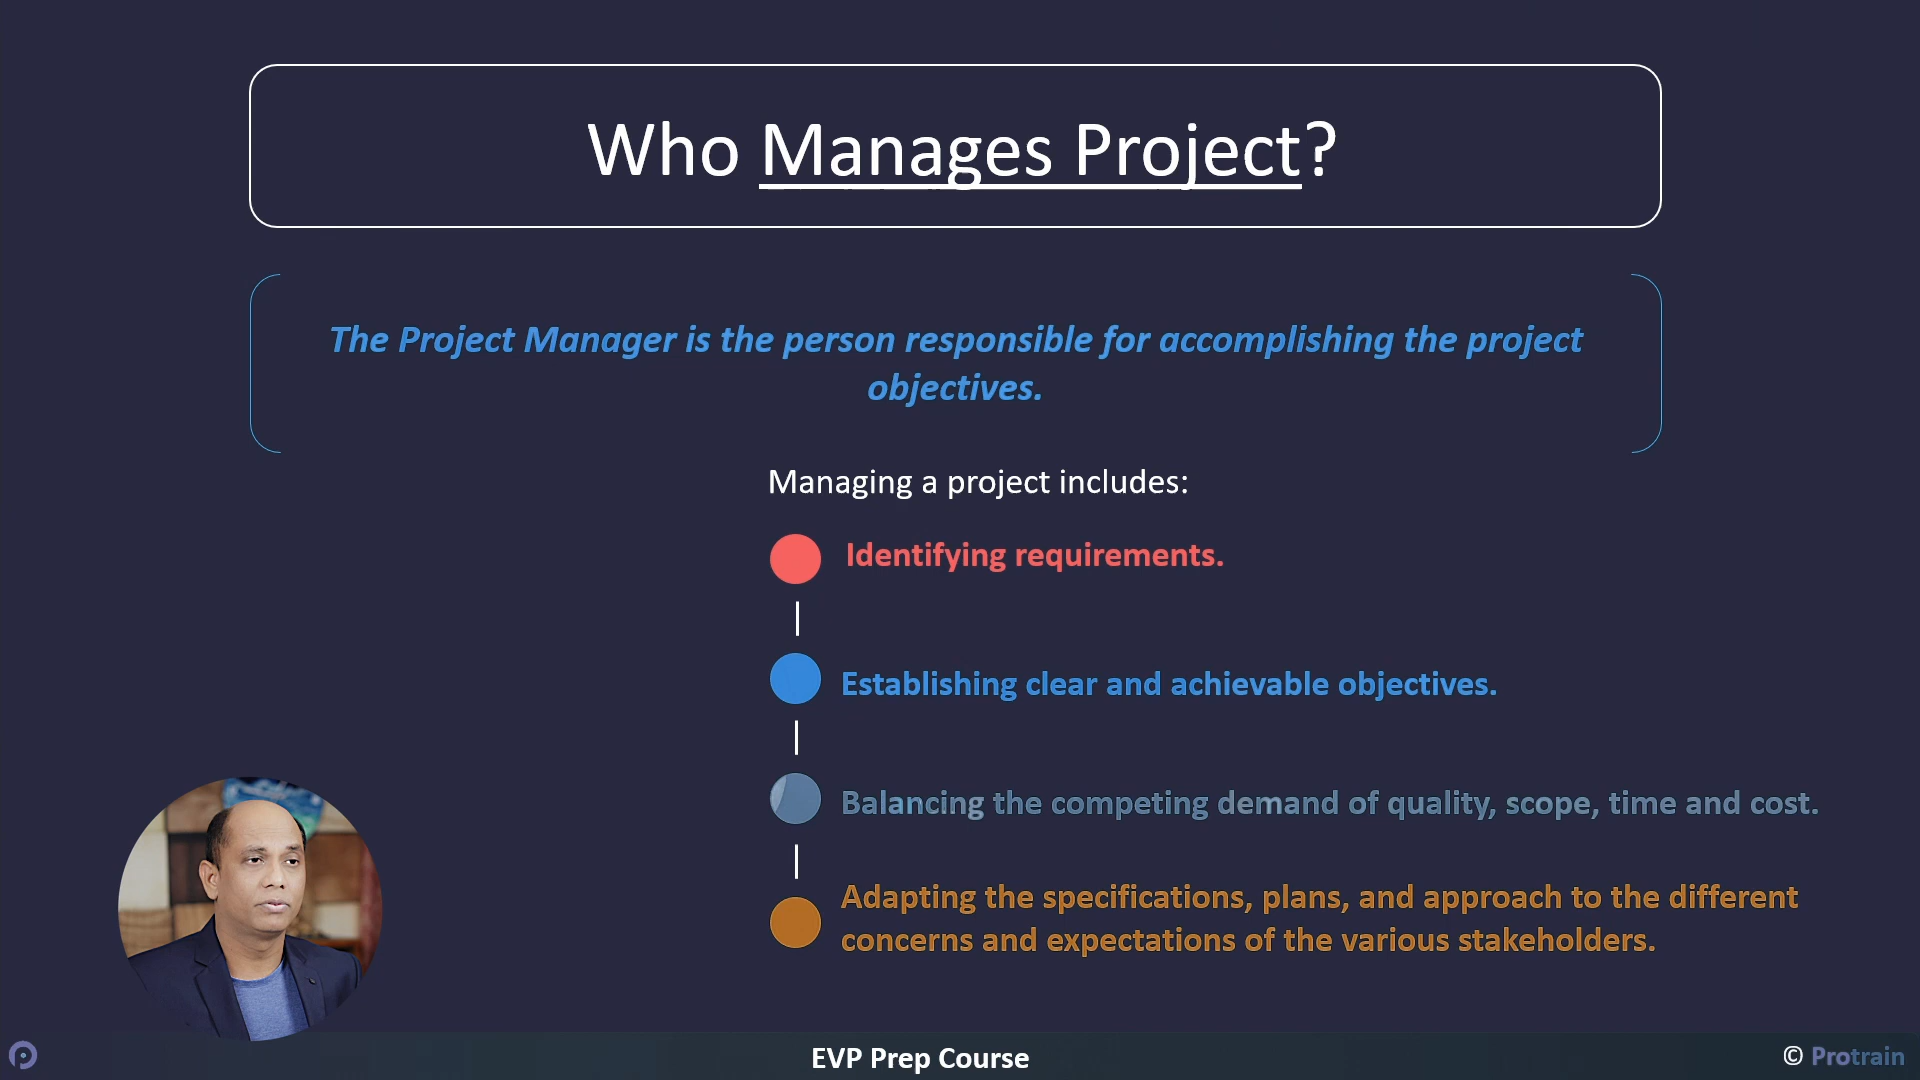 Who Manages Project?
The Project Manager is the person responsible for accomplishing the project
objectives.
Managing a project includes:
Identifying requirements.
Establishing clear and achievable objectives.
Balancing the competing demand of quality, scope, time and cost.
Adapting the specifications, plans, and approach to the different
concerns and expectations of the various stakeholders.
EVP Prep Course
© Protrain